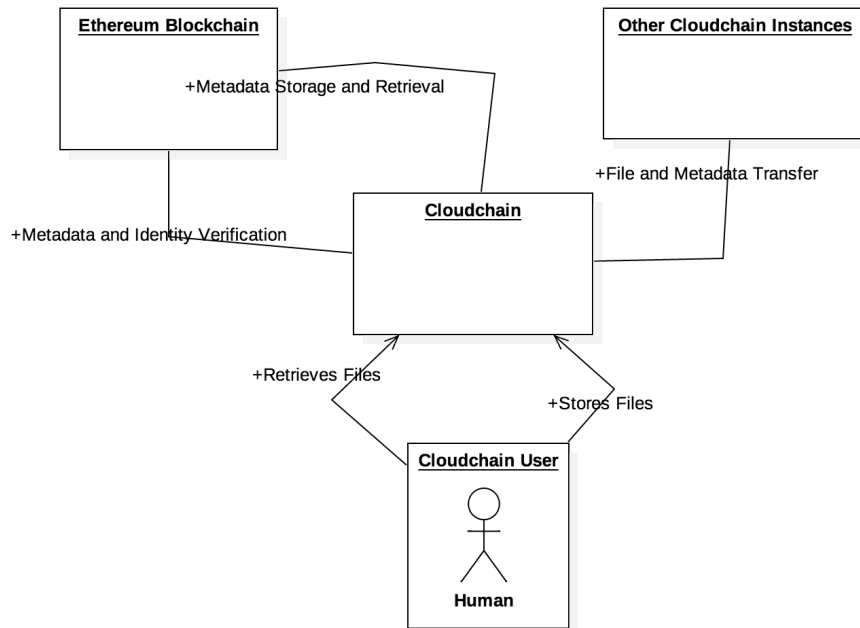 Ethereum Blockchain
Other Cloudchain Instances
+Metadata Storage and Retrieval
+File and Metadata Transfer
Cloudchain
+Metadata and Identity Verification
+Retrieves Files
+Stores Files
Cloudchain User
Human